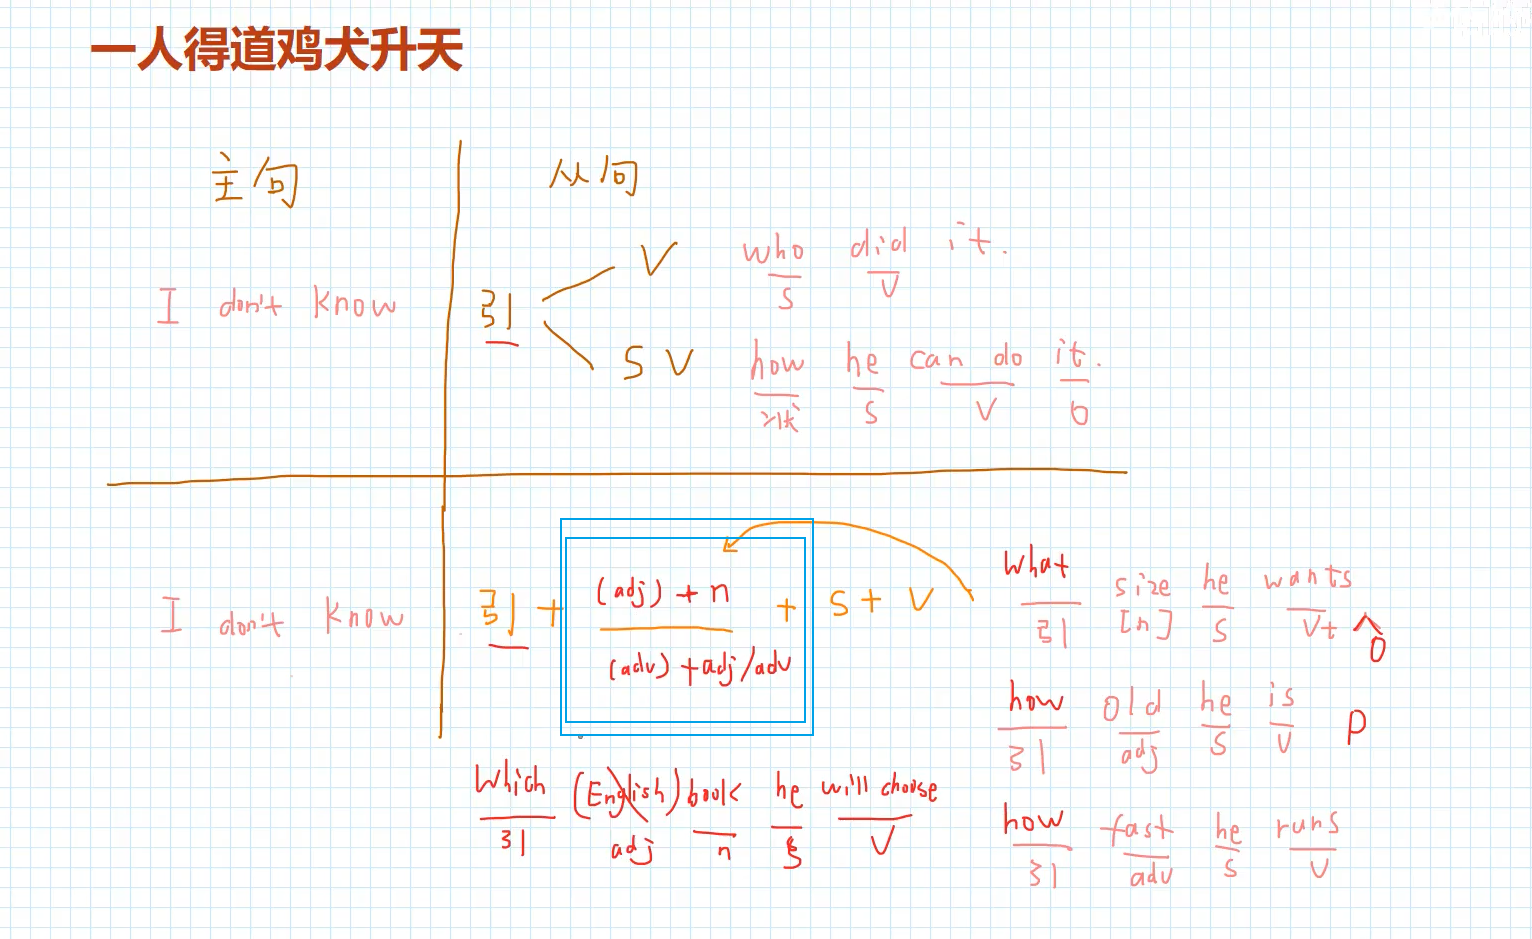 一人得道鸡犬升天
主句
从句
I don't know
引
V
who did it.
S V
S V
how he can do it.
状 S V O
I don't know
引 + (adj) + n + S + V
(adv) + adj/adv
what size he wants
引 [n] S Vt O
how old he is P
引 adj S V
Which (English) book he will choose
引 adj n S V
how fast he runs
引 adv S V